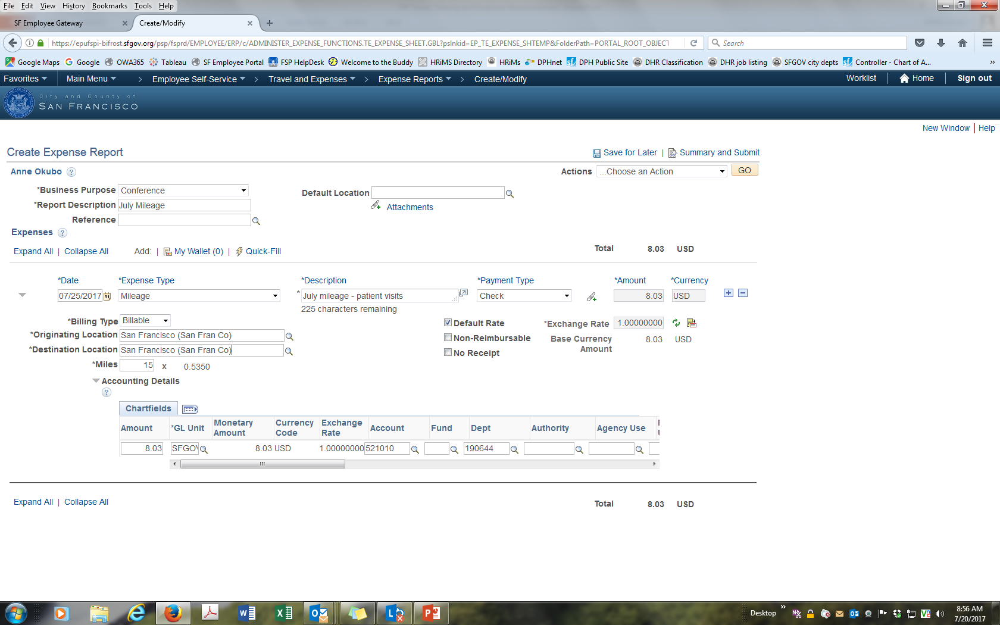 File Edit View History Bookmarks Tools Help
SF Employee Gateway × Create/Modify × +
https://epufspi-bifrost.sfgov.org/psp/fsprd/EMPLOYEE/ERP/c/ADMINISTER_EXPENSE_FUNCTIONS.TE_EXPENSE_SHEET.GBL?pslnkid=EP_TE_EXPENSE_SHTEMP&FolderPath=PORTAL_ROOT_OBJECT Search
Google Maps Google OWA365 Tableau SF Employee Portal FSP HelpDesk Welcome to the Buddy HRiMS Directory HRiMs DPHnet DPH Public Site DHR Classification DHR job listing SFGOV city depts Controller - Chart of A... »
Favorites Main Menu > Employee Self-Service > Travel and Expenses > Expense Reports > Create/Modify Worklist Home Sign out
City and County of
San Francisco
New Window | Help
Create Expense Report Save for Later | Summary and Submit
Anne Okubo ? Actions ...Choose an Action GO
*Business Purpose Conference Default Location
*Report Description July Mileage Attachments
Reference
Expenses ?
Expand All | Collapse All Add: | My Wallet (0) | Quick-Fill Total 8.03 USD
*Date *Expense Type *Description *Payment Type *Amount *Currency
07/25/2017 31 Mileage * July mileage - patient visits Check 8.03 USD + −
225 characters remaining
*Billing Type Billable Default Rate *Exchange Rate 1.00000000
*Originating Location San Francisco (San Fran Co) Non-Reimbursable Base Currency Amount 8.03 USD
*Destination Location San Francisco (San Fran Co) No Receipt
*Miles 15 x 0.5350
Accounting Details
?
Chartfields
Amount *GL Unit Monetary Amount Currency Code Exchange Rate Account Fund Dept Authority Agency Use
8.03 SFGOV 8.03 USD 1.00000000 521010 190644
Expand All | Collapse All Total 8.03 USD
Desktop » 8:56 AM
7/20/2017